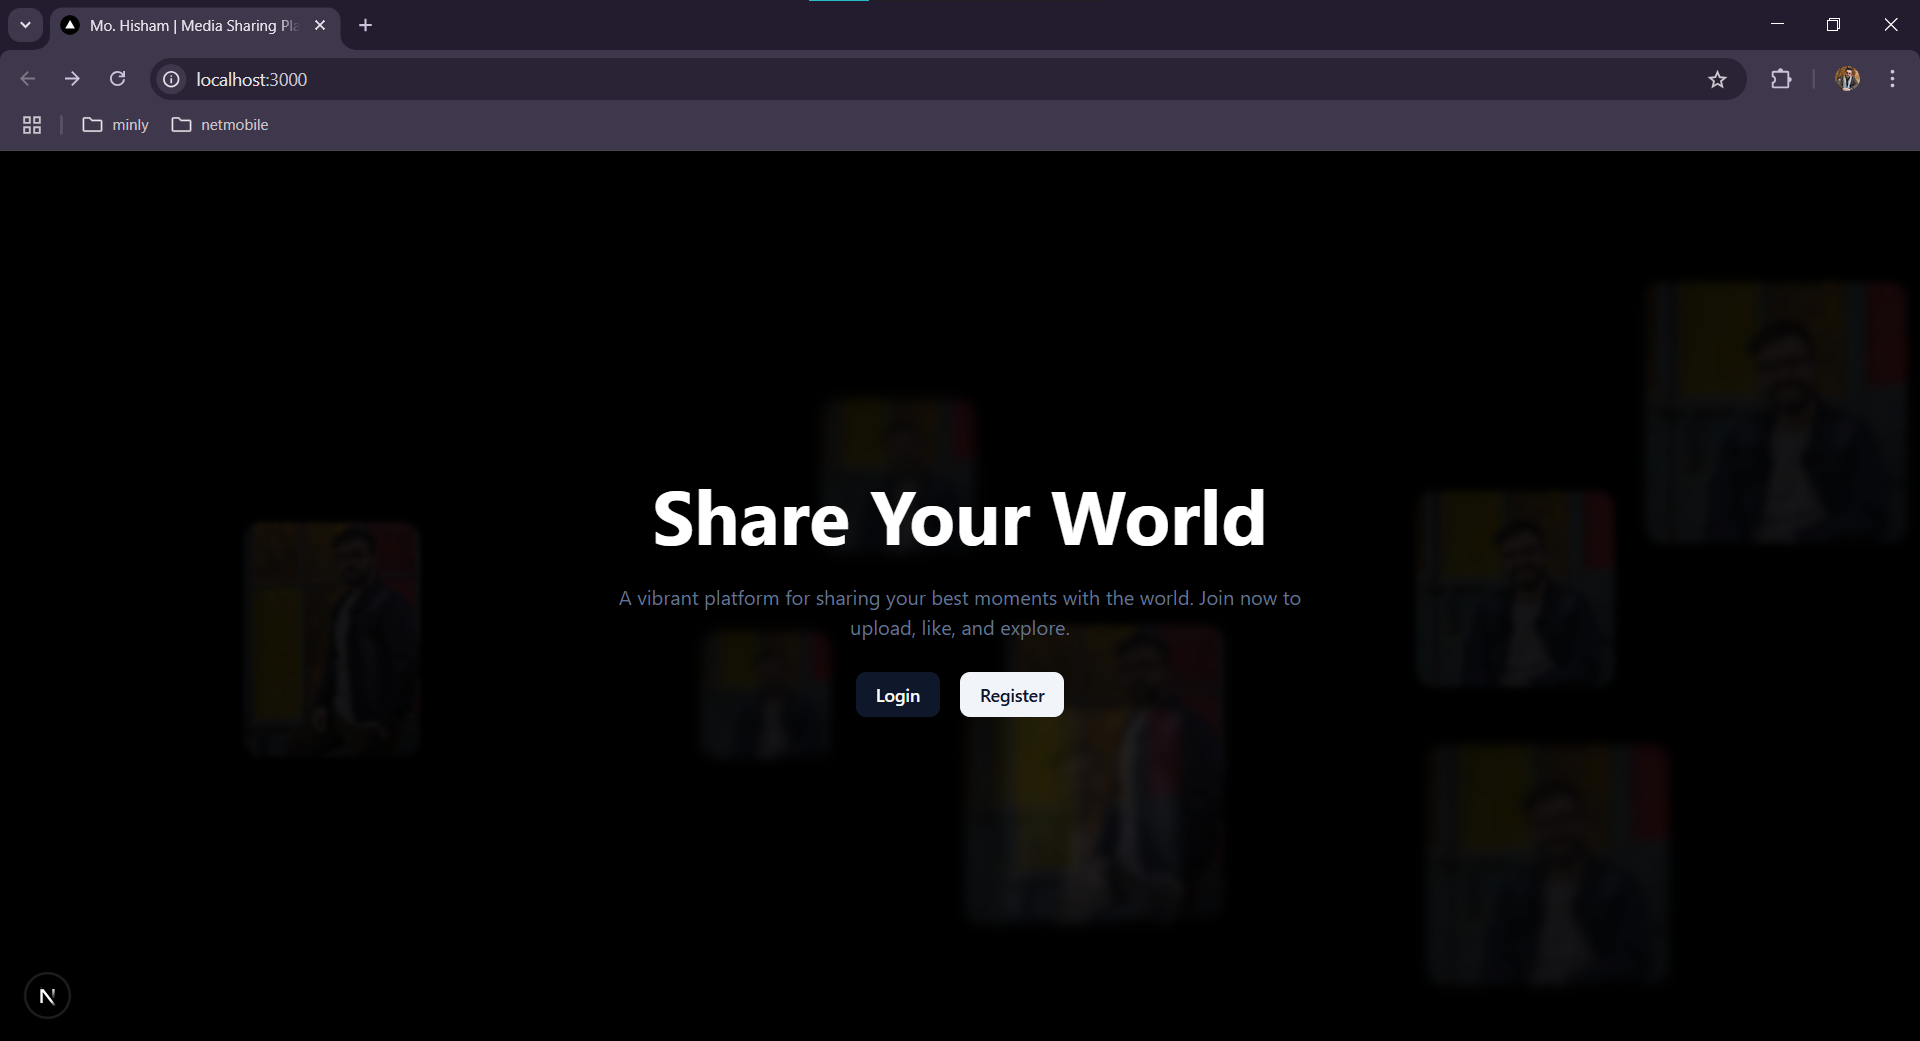 Mo. Hisham | Media Sharing Pla
localhost:3000
minly
netmobile
Share Your World
A vibrant platform for sharing your best moments with the world. Join now to
upload, like, and explore.
Login
Register
N